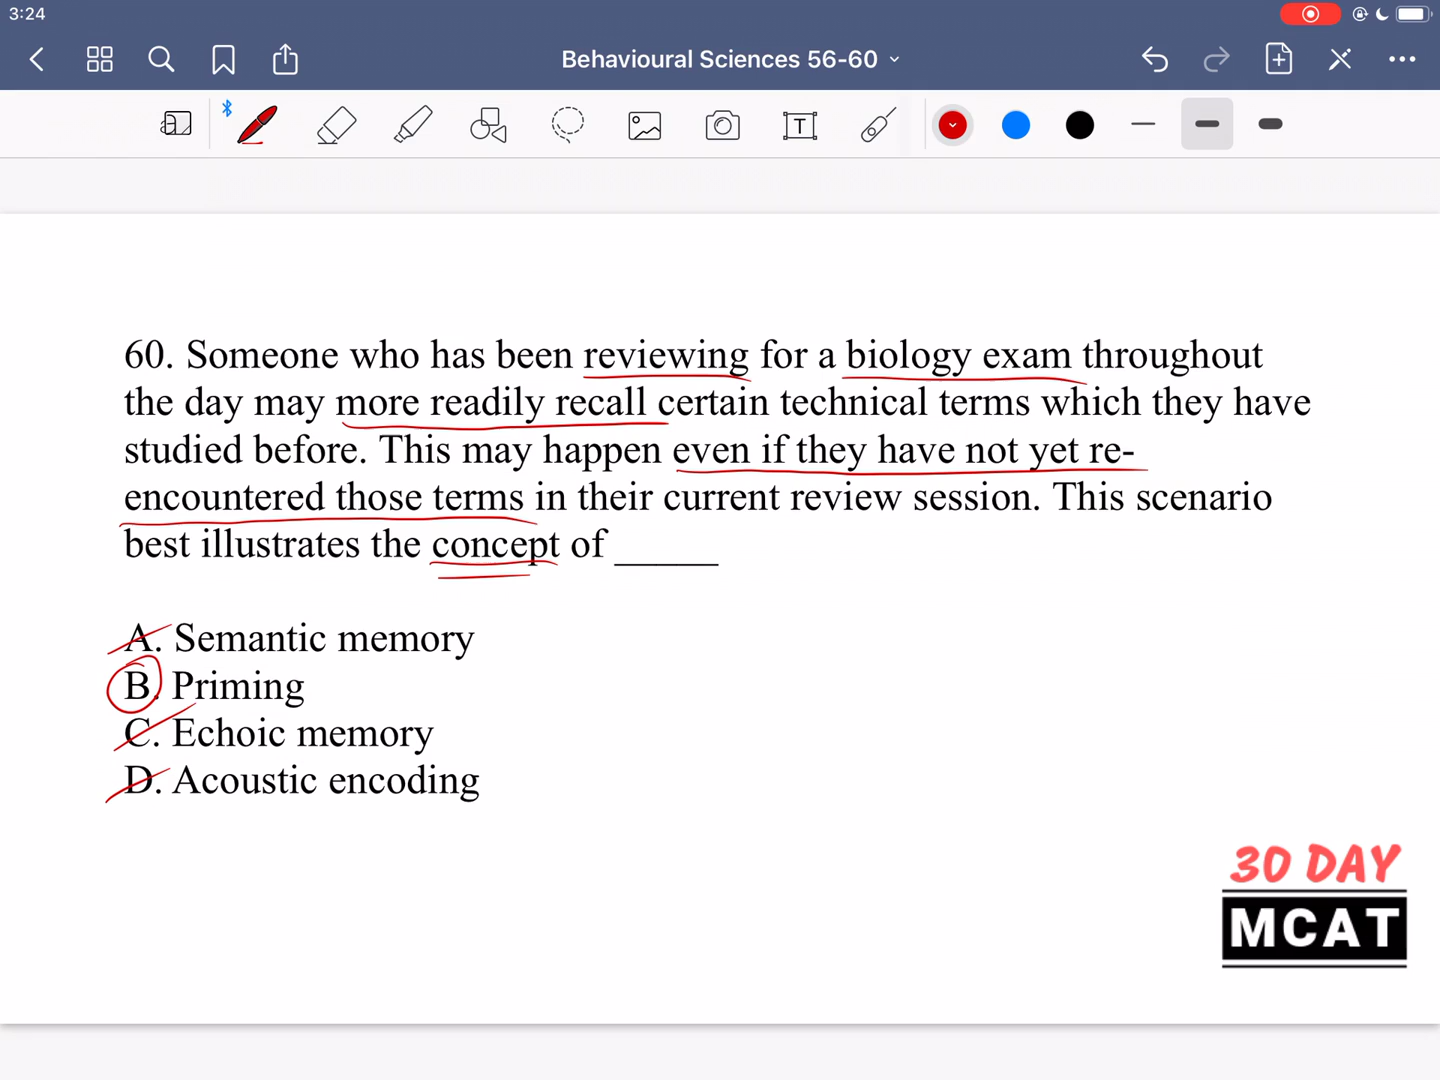 3:24
Behavioural Sciences 56-60
60. Someone who has been reviewing for a biology exam throughout
the day may more readily recall certain technical terms which they have
studied before. This may happen even if they have not yet re-
encountered those terms in their current review session. This scenario
best illustrates the concept of _____
A. Semantic memory
B. Priming
C. Echoic memory
D. Acoustic encoding
30 DAY
MCAT